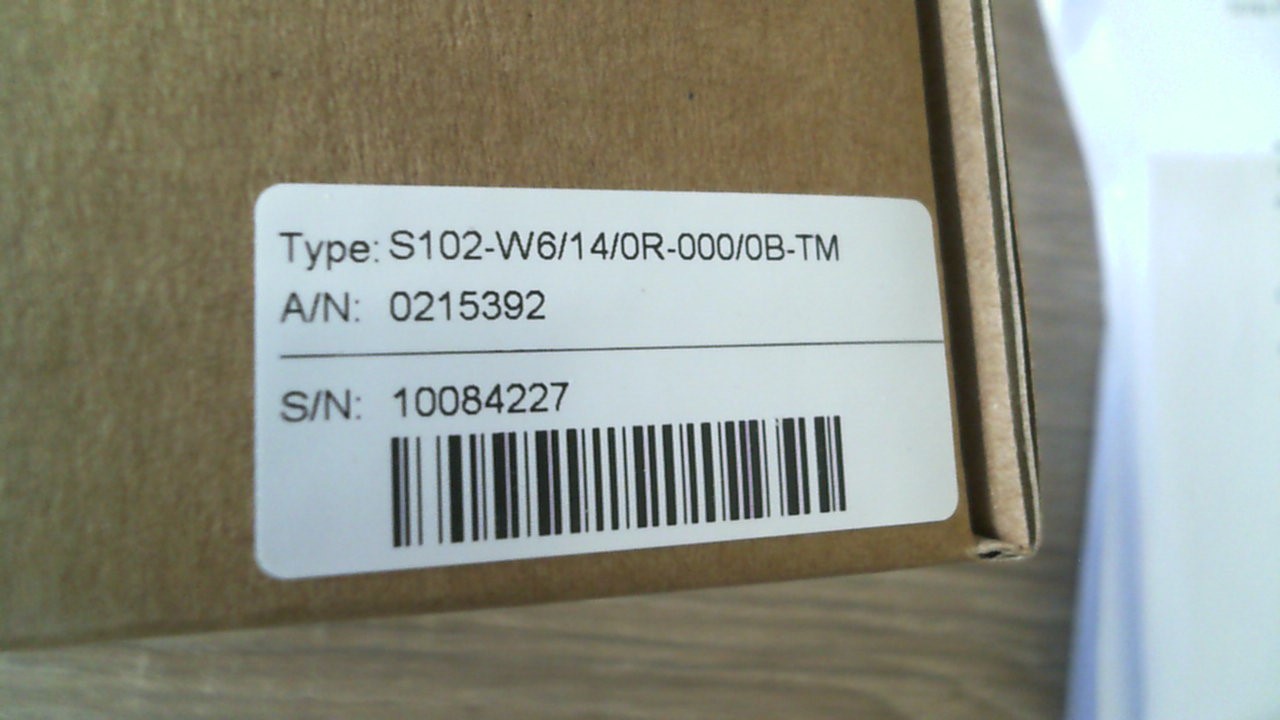 Type: S102-W6/14/0R-000/0B-TM
A/N: 0215392
S/N: 10084227